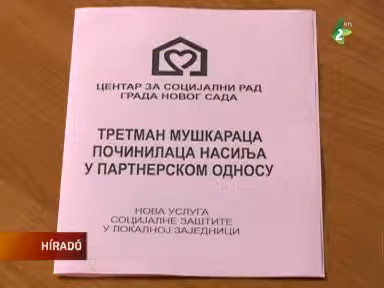 ЦЕНТАР ЗА СОЦИЈАЛНИ РАД
ГРАДА НОВОГ САДА
ТРЕТМАН МУШКАРАЦА
ПОЧИНИЛАЦА НАСИЉА
У ПАРТНЕРСКОМ ОДНОСУ
НОВА УСЛУГА
СОЦИЈАЛНЕ ЗАШТИТЕ
У ЛОКАЛНОЈ ЗАЈЕДНИЦИ
HÍRADÓ
2